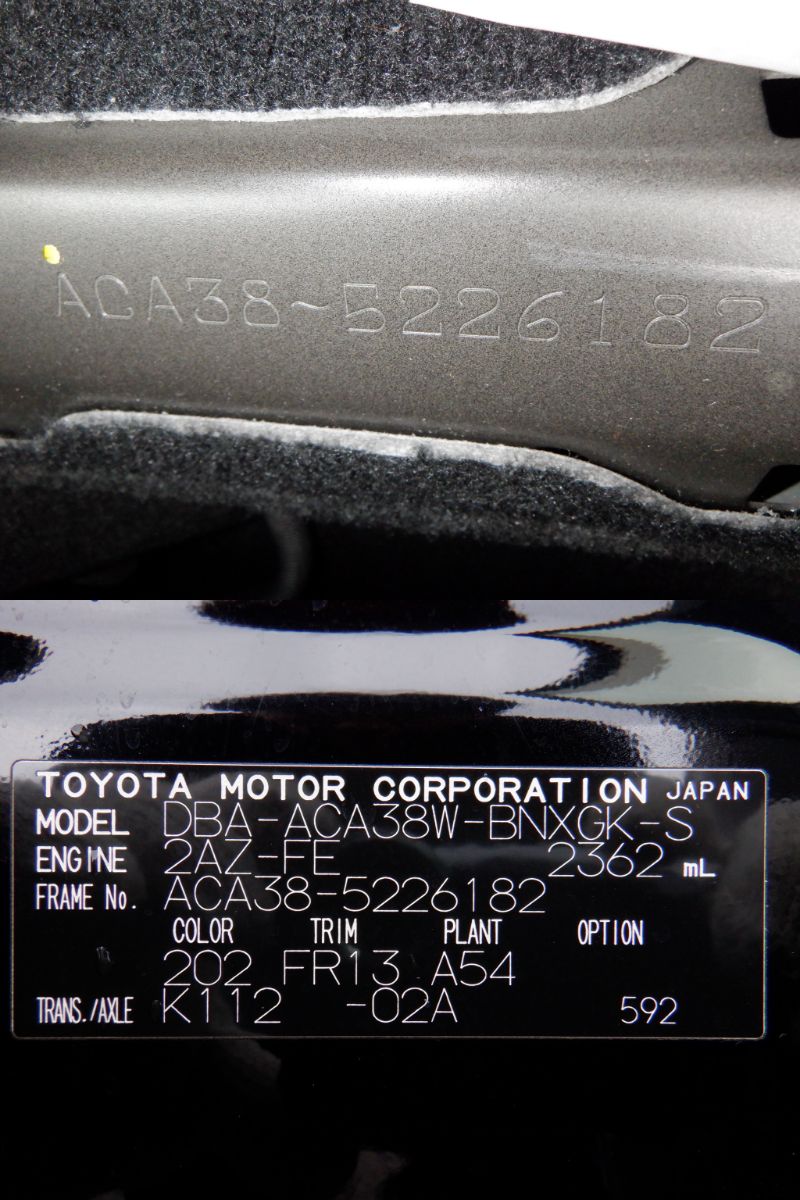 ACA38-5226182
TOYOTA MOTOR CORPORATION JAPAN
MODEL DBA-ACA38W-BNXGK-S
ENGINE 2AZ-FE 2362 mL
FRAME No. ACA38-5226182
COLOR TRIM PLANT OPTION
202 FR13 A54
TRANS./AXLE K112 -02A 592